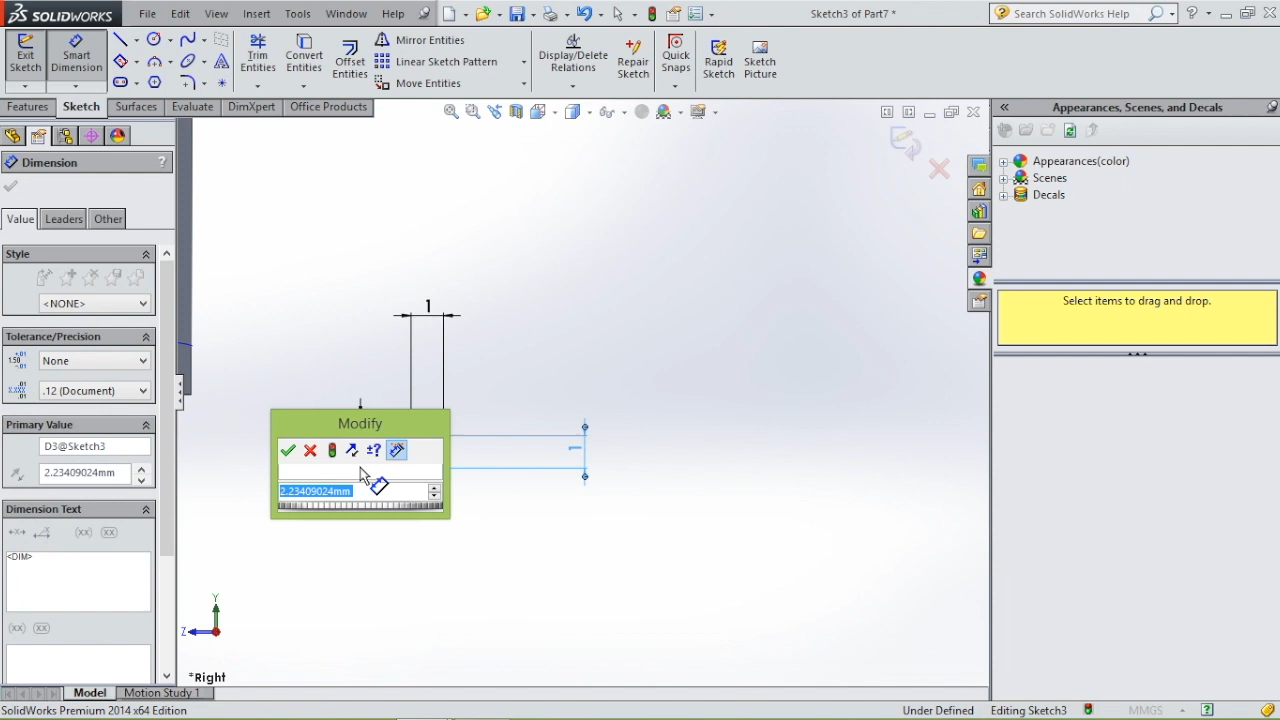 SOLIDWORKS
File Edit View Insert Tools Window Help
Sketch3 of Part7 *
Search SolidWorks Help
Exit Sketch
Smart Dimension
Trim Entities
Convert Entities
Offset Entities
Mirror Entities
Linear Sketch Pattern
Move Entities
Display/Delete Relations
Repair Sketch
Quick Snaps
Rapid Sketch
Sketch Picture
Features Sketch Surfaces Evaluate DimXpert Office Products
Appearances, Scenes, and Decals
Dimension ?
Appearances(color)
Scenes
Decals
Value Leaders Other
Style
<NONE>
Tolerance/Precision
None
.12 (Document)
Primary Value
D3@Sketch3
2.23409024mm
Dimension Text
<DIM>
(xx) (xx)
Select items to drag and drop.
1
Modify
±?
2.23409024mm
1
Y
Z
*Right
Model Motion Study 1
SolidWorks Premium 2014 x64 Edition
Under Defined Editing Sketch3 MMGS